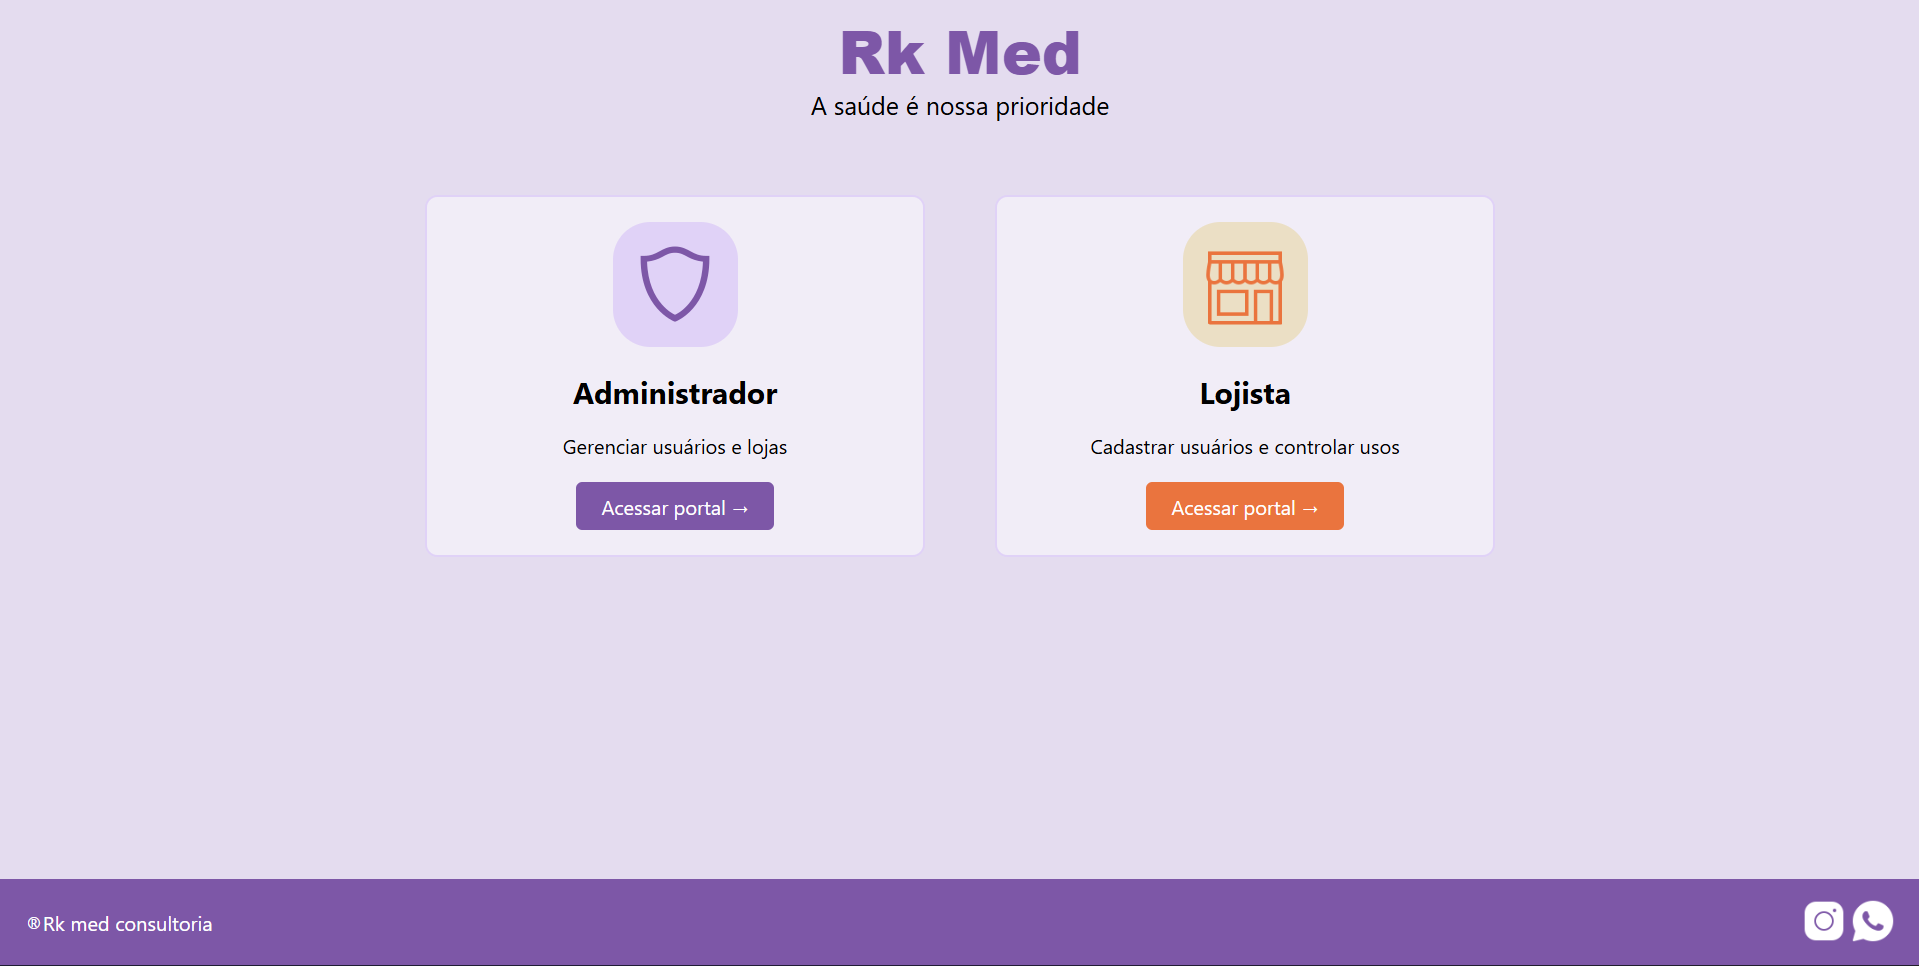 Rk Med
A saúde é nossa prioridade
Administrador
Gerenciar usuários e lojas
Acessar portal →
Lojista
Cadastrar usuários e controlar usos
Acessar portal →
®Rk med consultoria